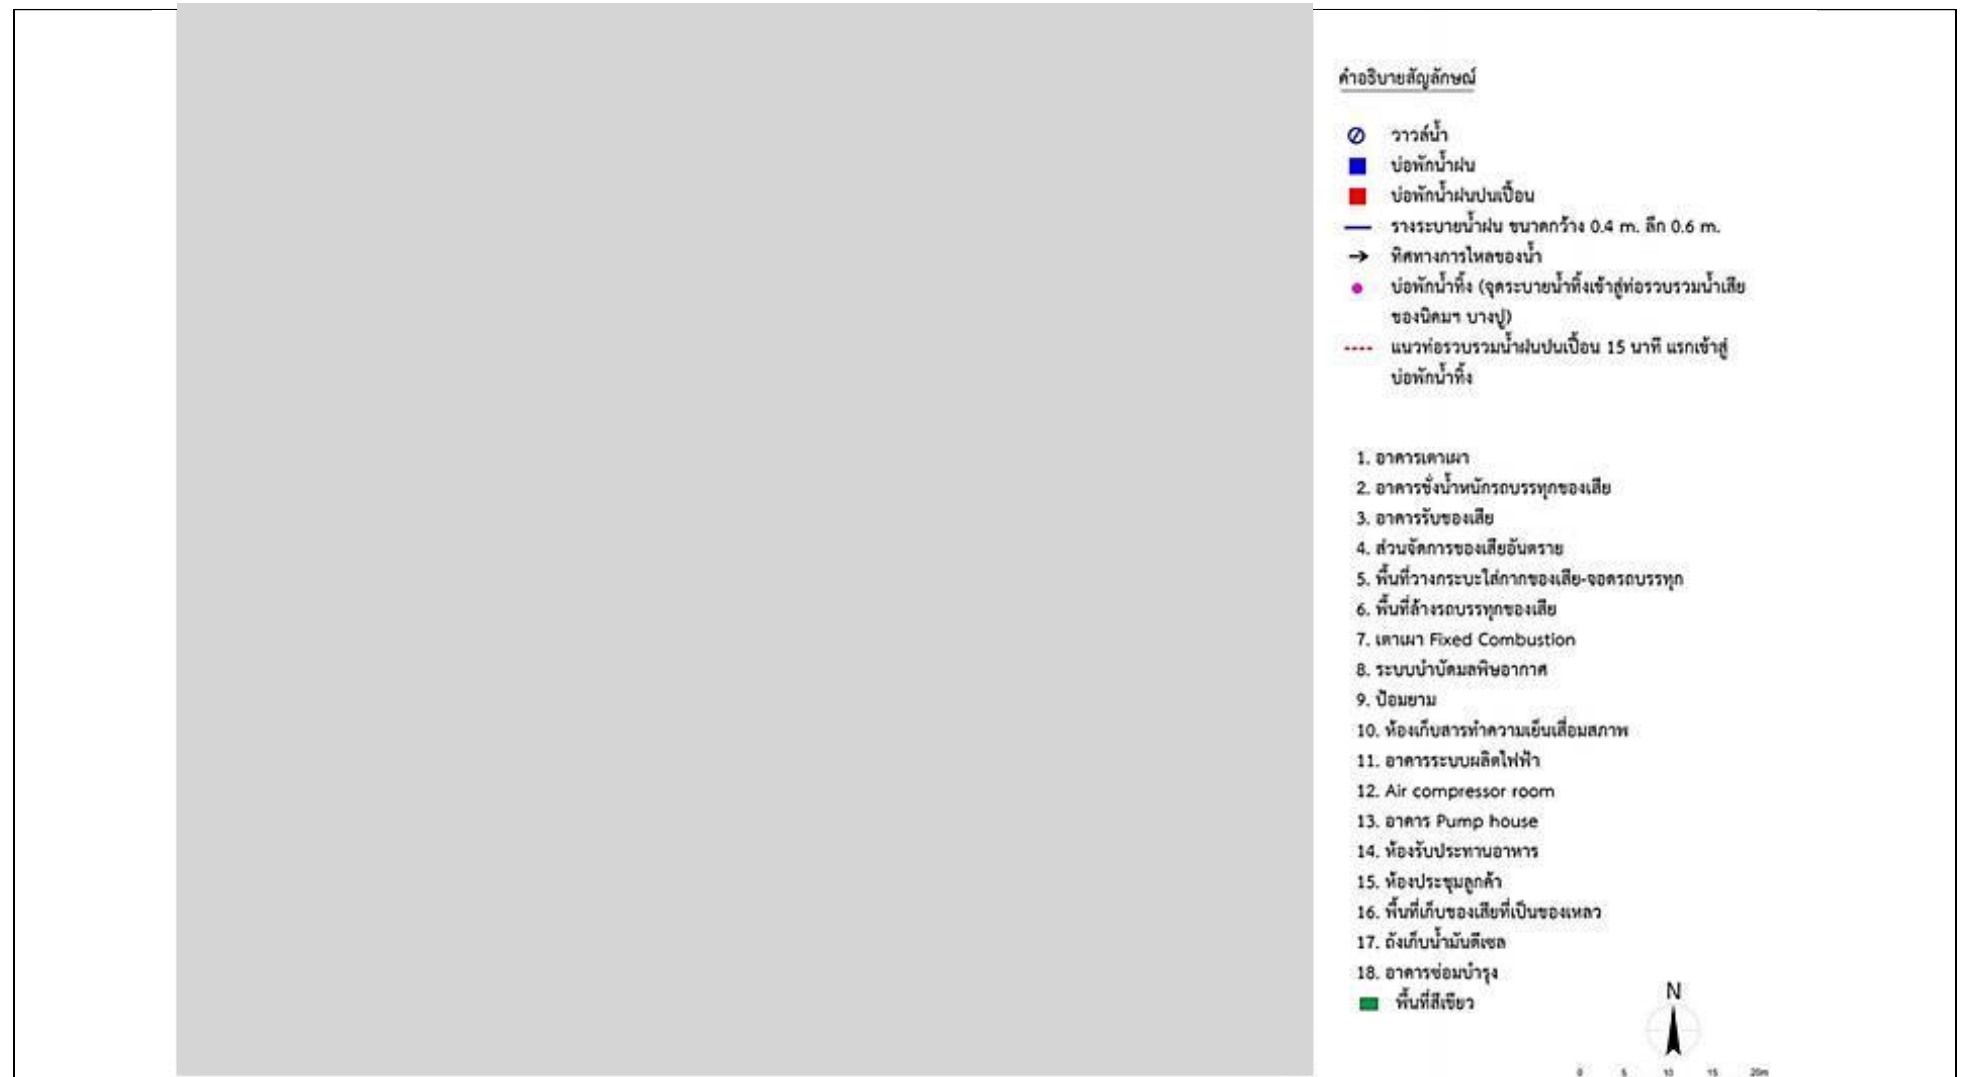 คำอธิบายสัญลักษณ์
วาวล์น้ำ
บ่อพักน้ำฝน
บ่อพักน้ำฝนปนเปื้อน
รางระบายน้ำฝน ขนาดกว้าง 0.4 m. ลึก 0.6 m.
ทิศทางการไหลของน้ำ
บ่อพักน้ำทิ้ง (จุดระบายน้ำทิ้งเข้าสู่ท่อรวบรวมน้ำเสีย
ของนิคมฯ บางปู)
แนวท่อรวบรวมน้ำฝนปนเปื้อน 15 นาที แรกเข้าสู่
บ่อพักน้ำทิ้ง
1. อาคารเตาเผา
2. อาคารชั่งน้ำหนักรถบรรทุกของเสีย
3. อาคารรับของเสีย
4. ส่วนจัดการของเสียอันตราย
5. พื้นที่วางกระบะใส่กากของเสีย-จอดรถบรรทุก
6. พื้นที่ล้างรถบรรทุกของเสีย
7. เตาเผา Fixed Combustion
8. ระบบบำบัดมลพิษอากาศ
9. ป้อมยาม
10. ห้องเก็บสารทำความเย็นเสื่อมสภาพ
11. อาคารระบบผลิตไฟฟ้า
12. Air compressor room
13. อาคาร Pump house
14. ห้องรับประทานอาหาร
15. ห้องประชุมลูกค้า
16. พื้นที่เก็บของเสียที่เป็นของเหลว
17. ถังเก็บน้ำมันดีเซล
18. อาคารซ่อมบำรุง
พื้นที่สีเขียว
N
0 5 10 15 20m